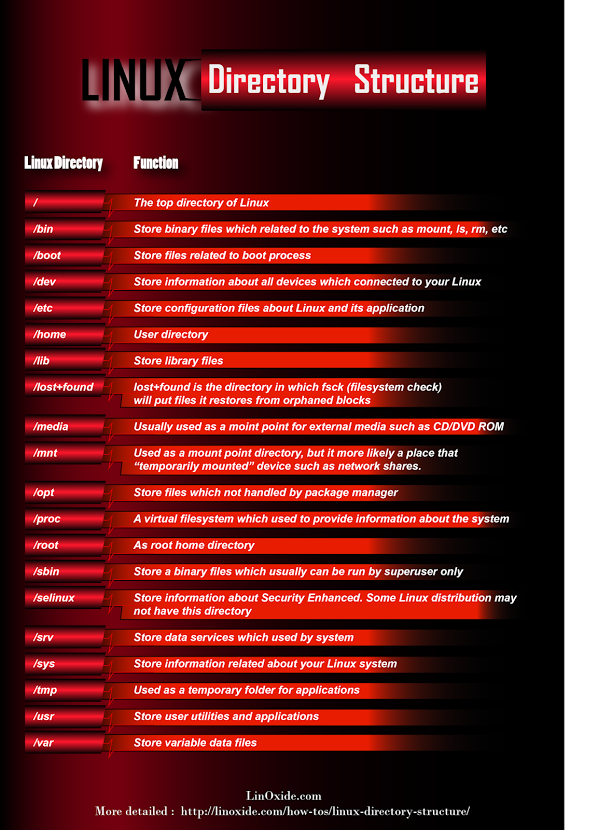 LINUX Directory Structure
Linux Directory Function
/ The top directory of Linux
/bin Store binary files which related to the system such as mount, ls, rm, etc
/boot Store files related to boot process
/dev Store information about all devices which connected to your Linux
/etc Store configuration files about Linux and its application
/home User directory
/lib Store library files
/lost+found lost+found is the directory in which fsck (filesystem check)
will put files it restores from orphaned blocks
/media Usually used as a moint point for external media such as CD/DVD ROM
/mnt Used as a mount point directory, but it more likely a place that
“temporarily mounted” device such as network shares.
/opt Store files which not handled by package manager
/proc A virtual filesystem which used to provide information about the system
/root As root home directory
/sbin Store a binary files which usually can be run by superuser only
/selinux Store information about Security Enhanced. Some Linux distribution may
not have this directory
/srv Store data services which used by system
/sys Store information related about your Linux system
/tmp Used as a temporary folder for applications
/usr Store user utilities and applications
/var Store variable data files
LinOxide.com
More detailed : http://linoxide.com/how-tos/linux-directory-structure/